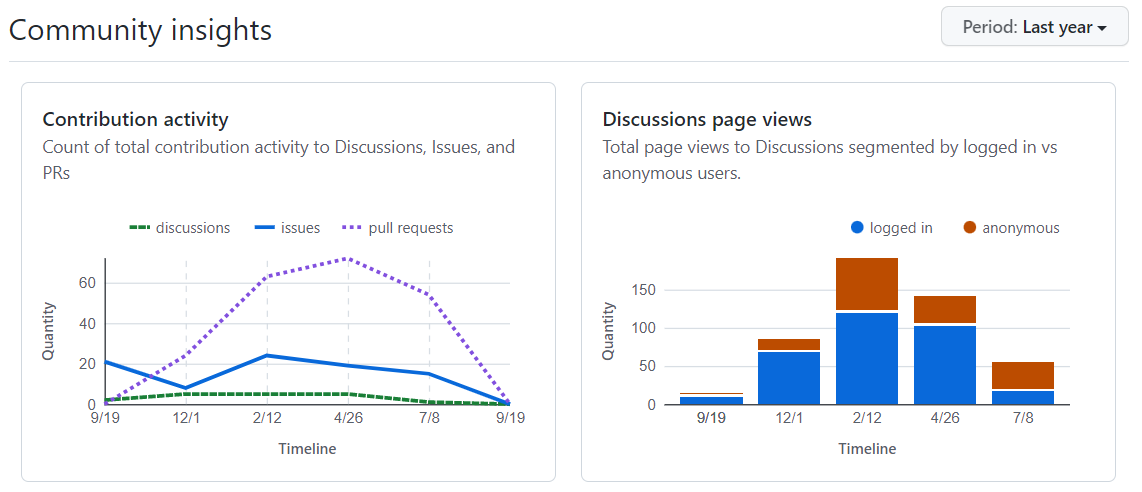 Community insights
Period: Last year
Contribution activity
Count of total contribution activity to Discussions, Issues, and
PRs
discussions issues pull requests
60
40
20
0
Quantity
9/19 12/1 2/12 4/26 7/8 9/19
Timeline
Discussions page views
Total page views to Discussions segmented by logged in vs
anonymous users.
logged in anonymous
150
100
50
0
Quantity
9/19 12/1 2/12 4/26 7/8
Timeline